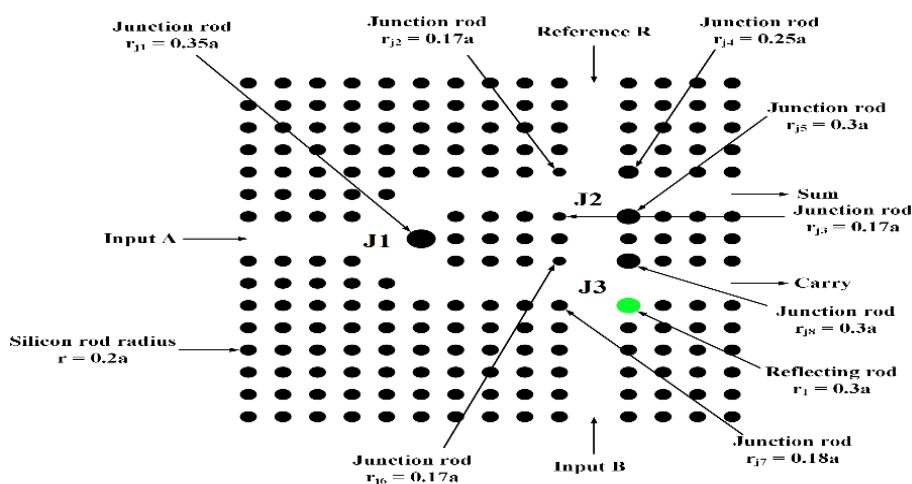 Junction rod
rj1 = 0.35a
Junction rod
rj2 = 0.17a
Reference R
Junction rod
rj4 = 0.25a
Junction rod
rj5 = 0.3a
J2
Sum
Junction rod
rj3 = 0.17a
Input A
J1
J3
Carry
Junction rod
rj8 = 0.3a
Silicon rod radius
r = 0.2a
Reflecting rod
r1 = 0.3a
Junction rod
rj7 = 0.18a
Junction rod
rj6 = 0.17a
Input B